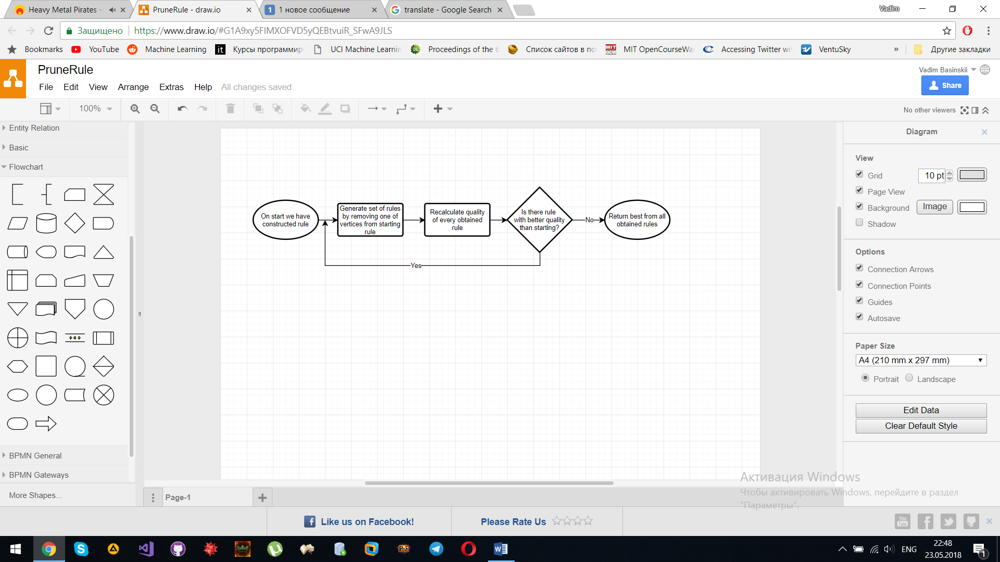 Heavy Metal Pirates -
PruneRule - draw.io
1 новое сообщение
translate - Google Search
Vadim
Защищено
https://www.draw.io/#G1A9xy5FIMXOFVD5yQEBtvuiR_SFwA9JLS
Bookmarks
YouTube
Machine Learning
Курсы программир
UCI Machine Learnin
Proceedings of the 6
Список сайтов в по
MIT OpenCourseWa
Accessing Twitter wit
VentuSky
»
Другие закладки
PruneRule
Vadim Basinskii
File Edit View Arrange Extras Help All changes saved
Share
100%
No other viewers
Entity Relation
Basic
Flowchart
BPMN General
BPMN Gateways
More Shapes...
On start we have
constructed rule
Generate set of rules
by removing one of
vertices from starting
rule
Recalculate quality
of every obtained
rule
Is there rule
with better quality
than starting?
No
Return best from all
obtained rules
Yes
Diagram
View
Grid
10 pt
Page View
Background
Image
Shadow
Options
Connection Arrows
Connection Points
Guides
Autosave
Paper Size
A4 (210 mm x 297 mm)
Portrait
Landscape
Edit Data
Clear Default Style
Активация Windows
Чтобы активировать Windows, перейдите в раздел
"Параметры".
Page-1
Like us on Facebook!
Please Rate Us
ENG
22:48
23.05.2018
1